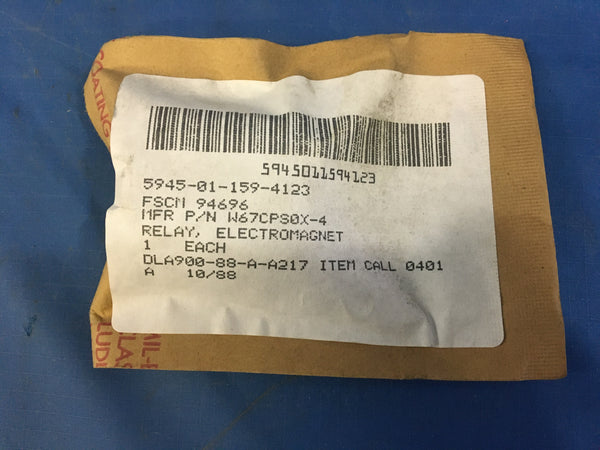 5945011594123
5945-01-159-4123
FSCM 94696
MFR P/N W67CPS0X-4
RELAY, ELECTROMAGNET
1 EACH
DLA900-88-A-A217 ITEM CALL 0401
A 10/88